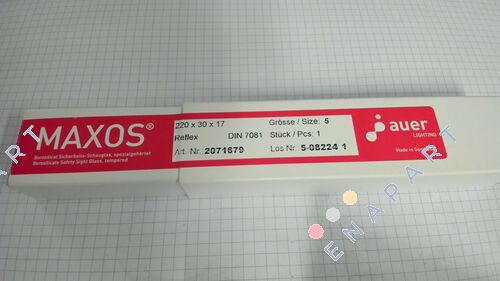 MAXOS®
Borosilicat Sicherheits-Schauglas, spezialgehärtet
Borosilicate Safety Sight Glass, tempered
220 x 30 x 17 Grösse / Size: 5
Reflex DIN 7081 Stück / Pcs: 1
Art. Nr.: 2071679 Los Nr.: 5-08224 1
auer
LIGHTING
Made in
ENAPART